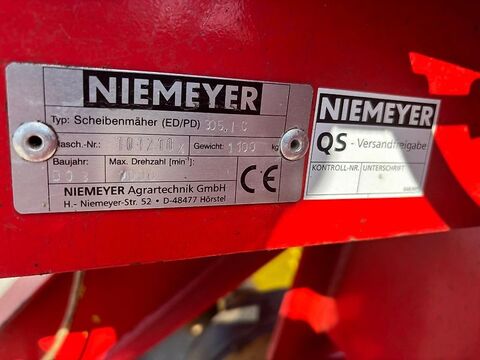 NIEMEYER
Typ: Scheibenmäher (ED/PD)
Masch.-Nr.: Gewicht: 1100 kg
Baujahr: Max. Drehzahl [min⁻¹]:
CE
NIEMEYER Agrartechnik GmbH
H.- Niemeyer-Str. 52 • D-48477 Hörstel
NIEMEYER
QS - Versandfreigabe
KONTROLL-NR. UNTERSCHRIFT